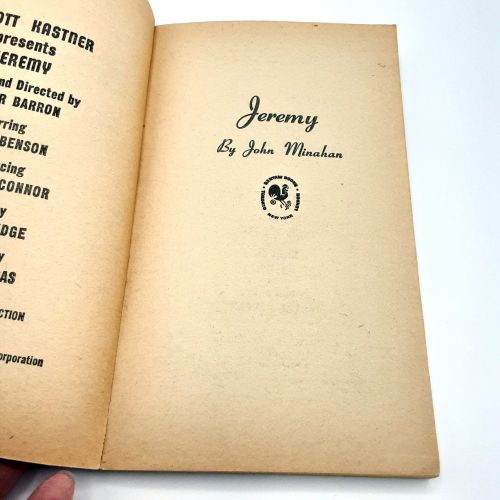 OTT KASTNER
presents
EREMY
nd Directed by
R BARRON
rring
BENSON
ucing
CONNOR
y
DGE
y
AS
CTION
orporation
Jeremy
By John Minahan
BANTAM BOOKS
NEW YORK